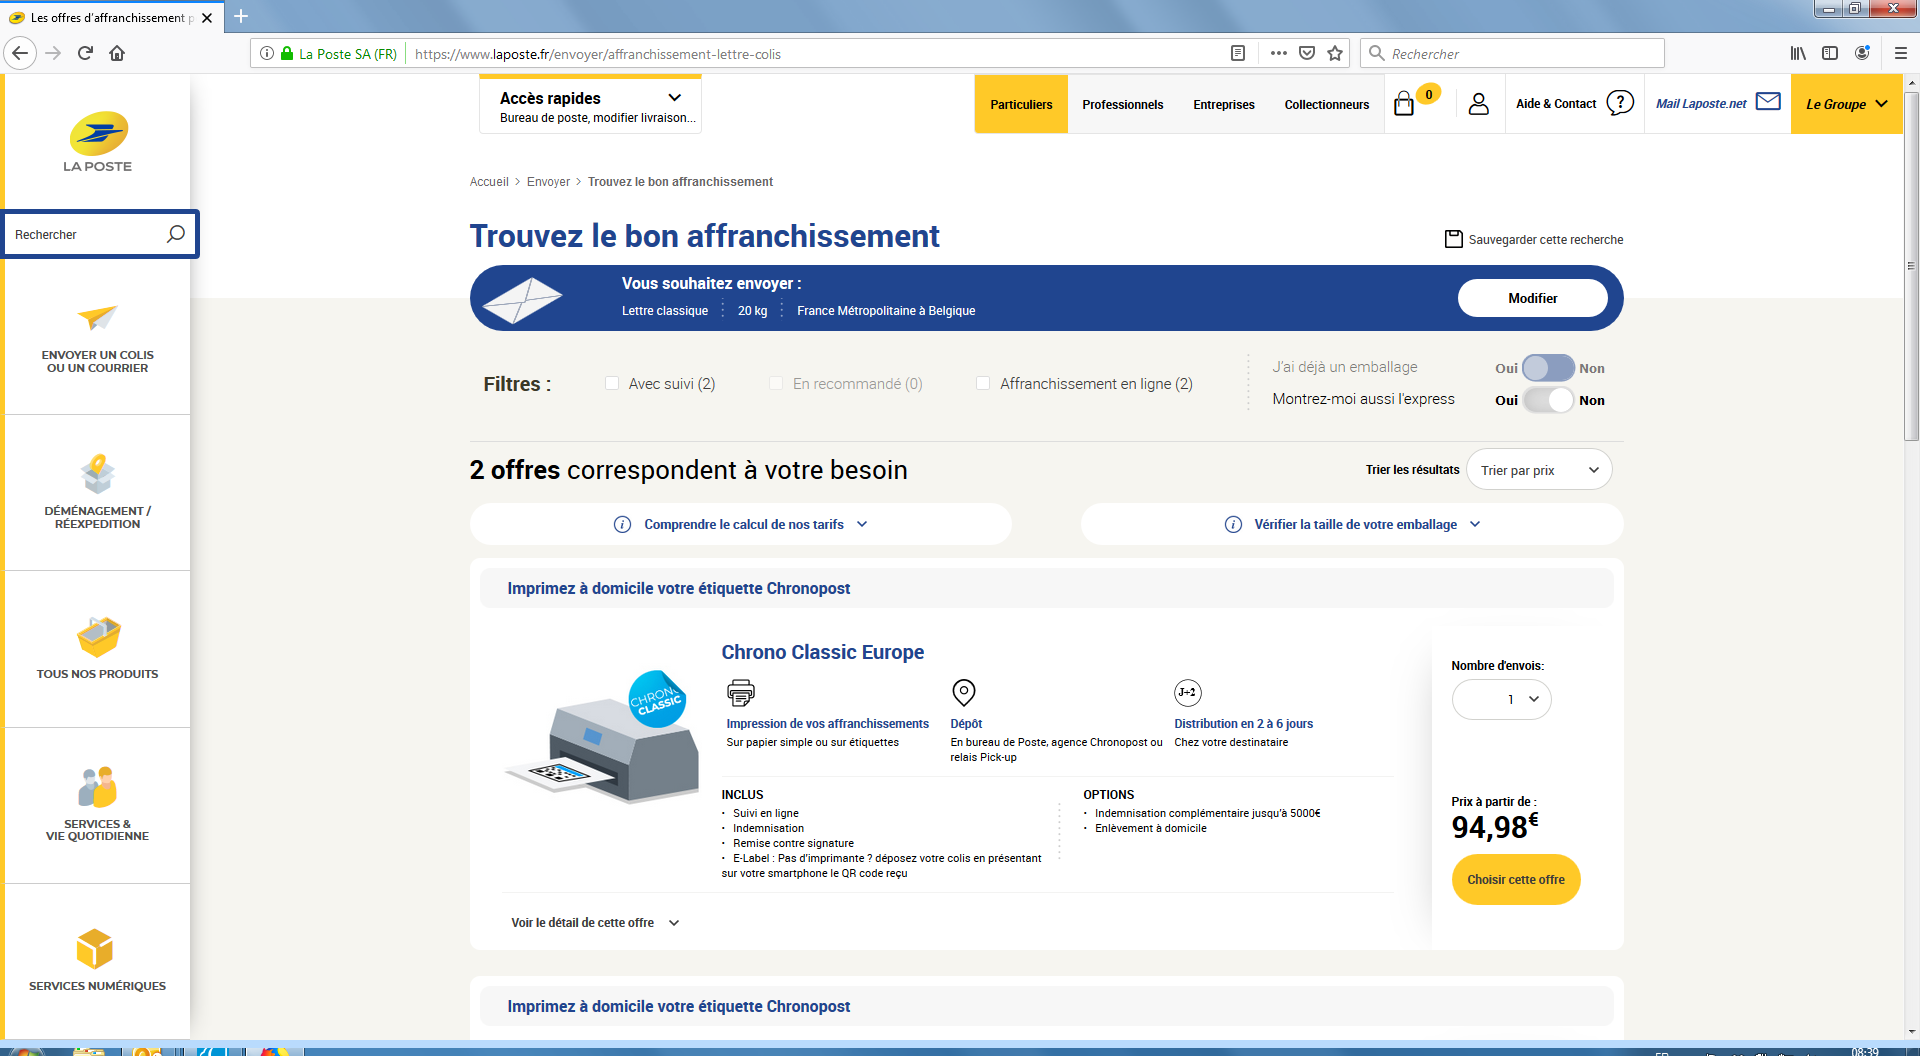 Les offres d'affranchissement p
La Poste SA (FR)
https://www.laposte.fr/envoyer/affranchissement-lettre-colis
Rechercher
Accès rapides
Bureau de poste, modifier livraison...
Particuliers
Professionnels
Entreprises
Collectionneurs
0
Aide & Contact
?
Mail Laposte.net
Le Groupe
LA POSTE
Rechercher
ENVOYER UN COLIS
OU UN COURRIER
DÉMÉNAGEMENT /
RÉEXPEDITION
TOUS NOS PRODUITS
SERVICES &
VIE QUOTIDIENNE
SERVICES NUMÉRIQUES
Accueil > Envoyer > Trouvez le bon affranchissement
Trouvez le bon affranchissement
Sauvegarder cette recherche
Vous souhaitez envoyer :
Lettre classique
20 kg
France Métropolitaine à Belgique
Modifier
Filtres :
Avec suivi (2)
En recommandé (0)
Affranchissement en ligne (2)
J'ai déjà un emballage
Oui
Non
Montrez-moi aussi l'express
Oui
Non
2 offres correspondent à votre besoin
Trier les résultats
Trier par prix
i Comprendre le calcul de nos tarifs
i Vérifier la taille de votre emballage
Imprimez à domicile votre étiquette Chronopost
CHRONO
CLASSIC
Chrono Classic Europe
Impression de vos affranchissements
Sur papier simple ou sur étiquettes
Dépôt
En bureau de Poste, agence Chronopost ou
relais Pick-up
J+2
Distribution en 2 à 6 jours
Chez votre destinataire
INCLUS
• Suivi en ligne
• Indemnisation
• Remise contre signature
• E-Label : Pas d'imprimante ? déposez votre colis en présentant
sur votre smartphone le QR code reçu
OPTIONS
• Indemnisation complémentaire jusqu'à 5000€
• Enlèvement à domicile
Nombre d'envois:
1
Prix à partir de :
94,98€
Choisir cette offre
Voir le détail de cette offre
Imprimez à domicile votre étiquette Chronopost
FR
08:39